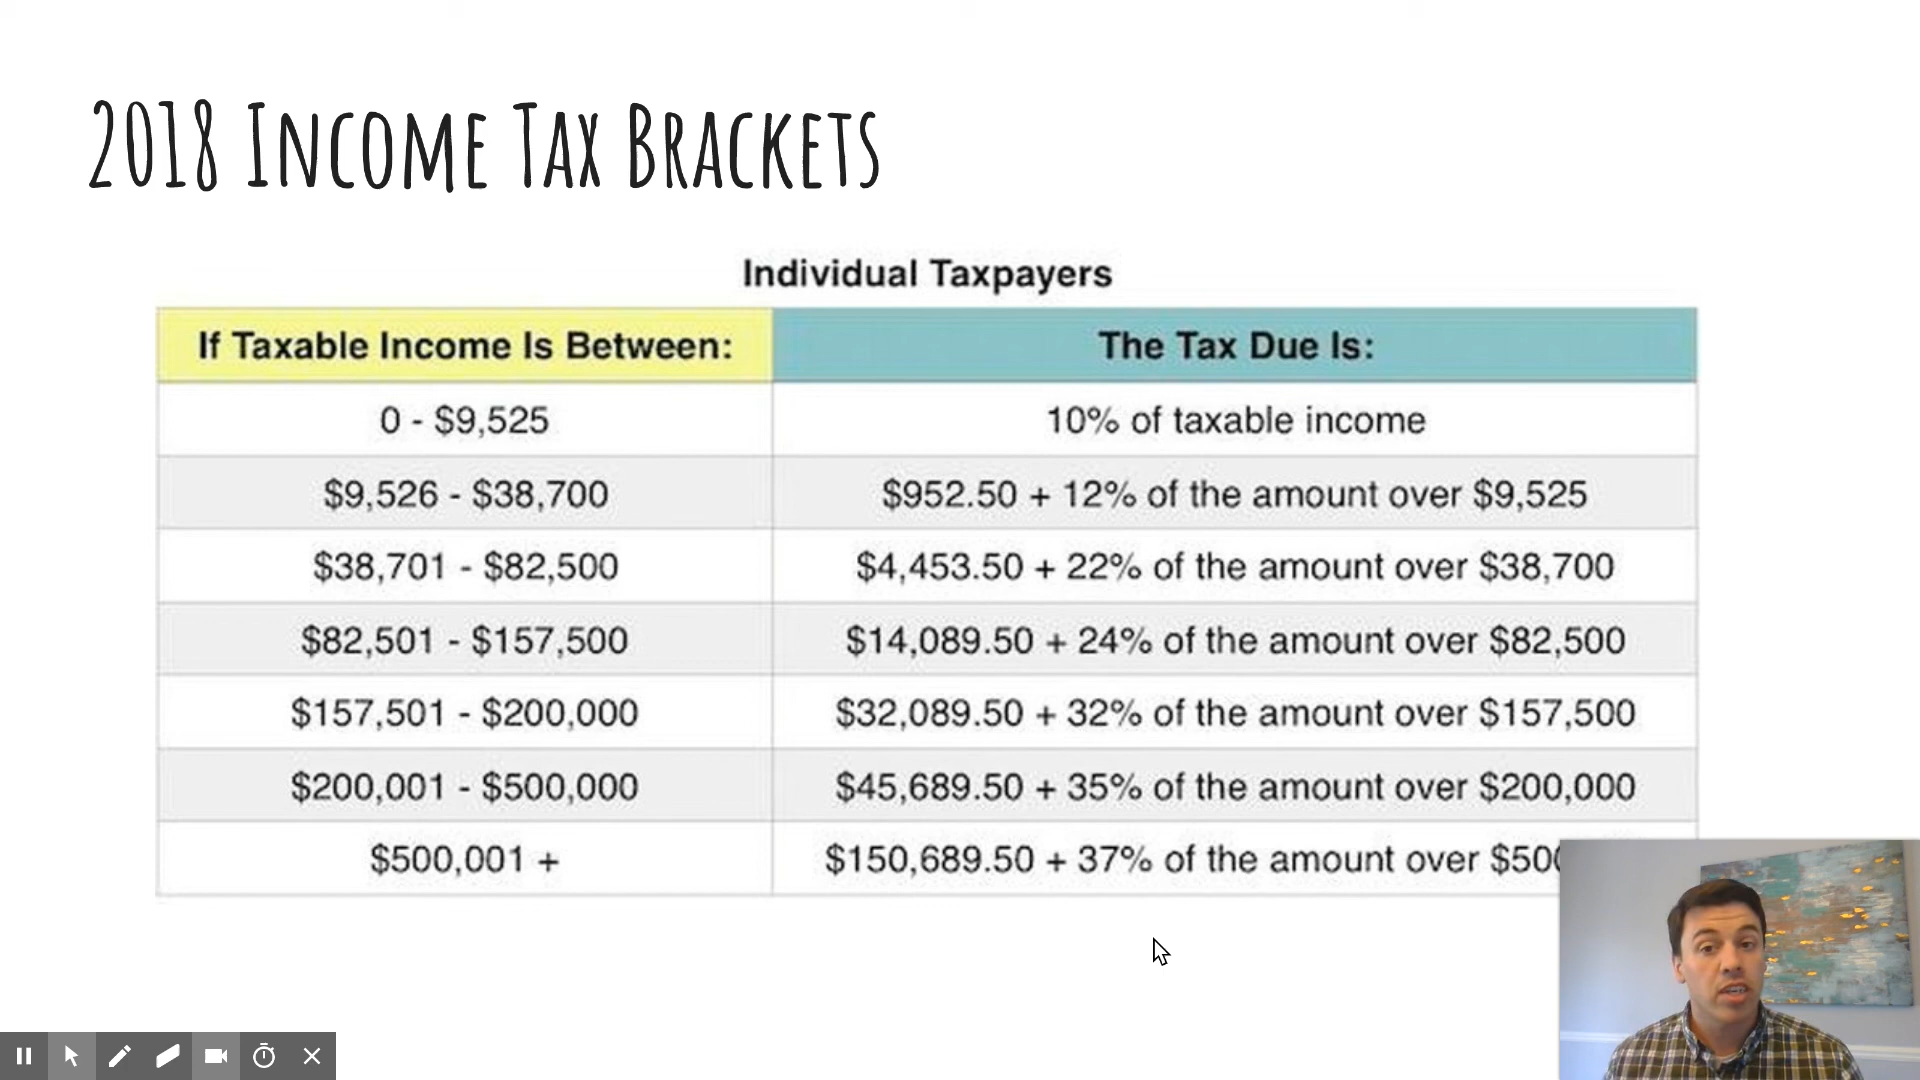 2018 Income Tax Brackets
Individual Taxpayers
If Taxable Income Is Between: The Tax Due Is:
0 - $9,525 10% of taxable income
$9,526 - $38,700 $952.50 + 12% of the amount over $9,525
$38,701 - $82,500 $4,453.50 + 22% of the amount over $38,700
$82,501 - $157,500 $14,089.50 + 24% of the amount over $82,500
$157,501 - $200,000 $32,089.50 + 32% of the amount over $157,500
$200,001 - $500,000 $45,689.50 + 35% of the amount over $200,000
$500,001 + $150,689.50 + 37% of the amount over